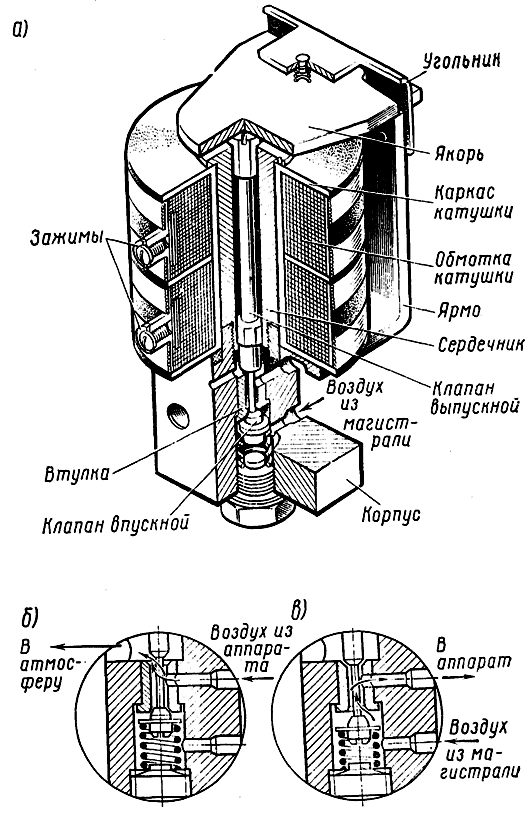 а)
Угольник
Якорь
Каркас
катушки
Зажимы
Обмотка
катушки
Ярмо
Сердечник
Клапан
выпускной
Воздух
из
магист-
рали
Втулка
Клапан впускной
Корпус
б)
В
атмос-
феру
Воздух из
аппара-
та
в)
В
аппарат
Воздух
из ма-
гистрали